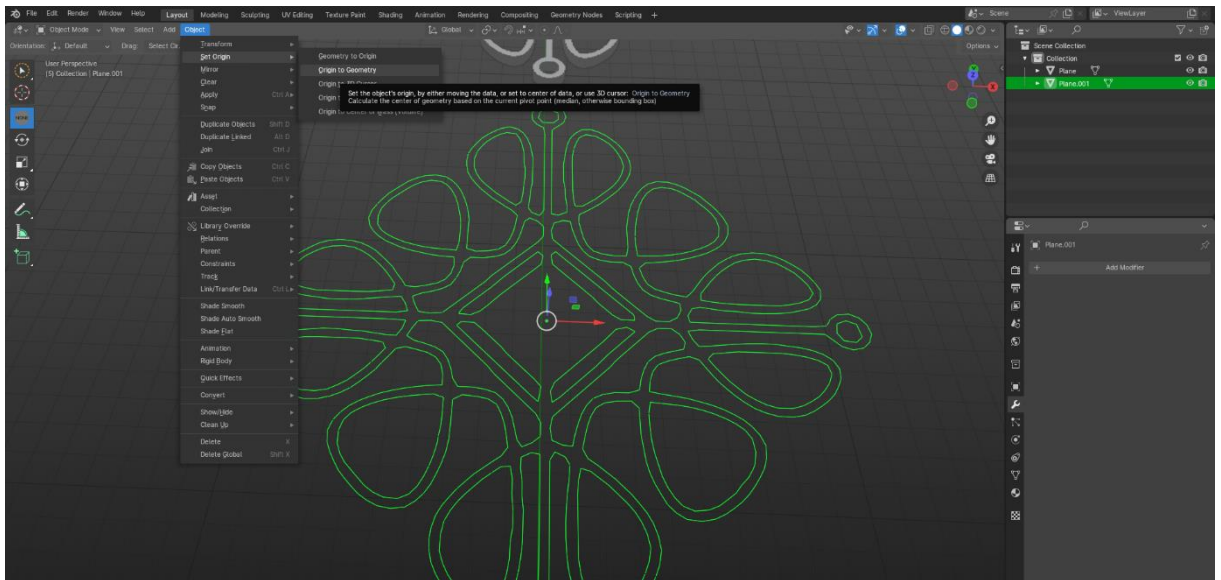 File Edit Render Window Help Layout Modeling Sculpting UV Editing Texture Paint Shading Animation Rendering Compositing Geometry Nodes Scripting + Scene ViewLayer
Object Mode View Select Add Object Global Options
Orientation: Default Drag: Select
User Perspective
(5) Collection | Plane.001
Transform
Set Origin
Mirror
Clear
Apply Ctrl A
Snap
Duplicate Objects Shift D
Duplicate Linked Alt D
Join Ctrl J
Copy Objects Ctrl C
Paste Objects Ctrl V
Asset
Collection
Library Override
Relations
Parent
Constraints
Track
Link/Transfer Data Ctrl L
Shade Smooth
Shade Auto Smooth
Shade Flat
Animation
Rigid Body
Quick Effects
Convert
Show/Hide
Clean Up
Delete X
Delete Global Shift X
Geometry to Origin
Origin to Geometry
Set the object's origin, by either moving the data, or set to center of data, or use 3D cursor: Origin to Geometry
Calculate the center of geometry based on the current pivot point (median, otherwise bounding box)
Scene Collection
Collection
Plane
Plane.001
Plane.001
+ Add Modifier